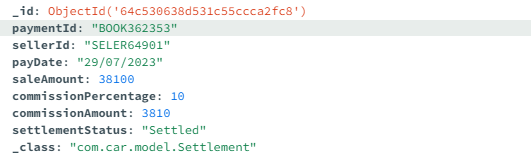 _id: ObjectId('64c530638d531c55ccca2fc8')
paymentId: "BOOK362353"
sellerId: "SELER64901"
payDate: "29/07/2023"
saleAmount: 38100
commissionPercentage: 10
commissionAmount: 3810
settlementStatus: "Settled"
_class: "com.car.model.Settlement"